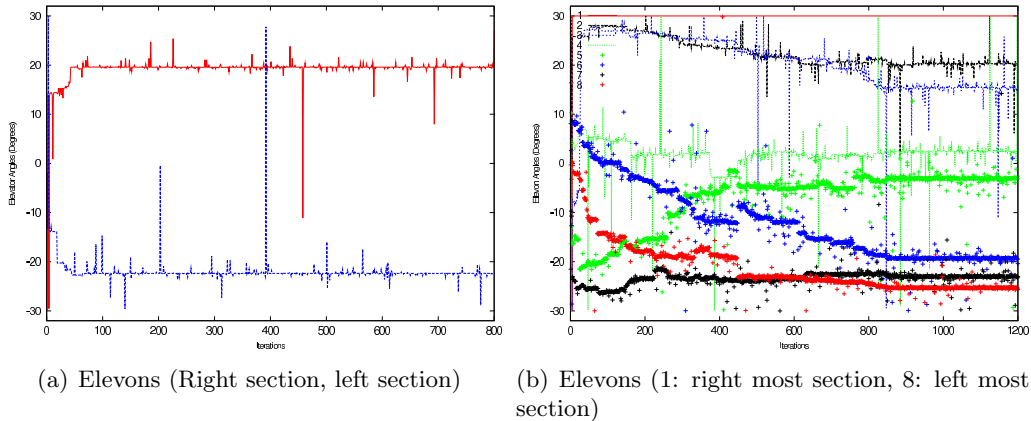 30
20
10
0
-10
-20
-30
0 100 200 300 400 500 600 700 800
Elevator Angles (Degrees)
Iterations
30
20
10
0
-10
-20
-30
0 200 400 600 800 1000 1200
Elevon Angles (Degrees)
Iterations
1
2
3
4
5
6
7
8
(a) Elevons (Right section, left section)
(b) Elevons (1: right most section, 8: left most
section)